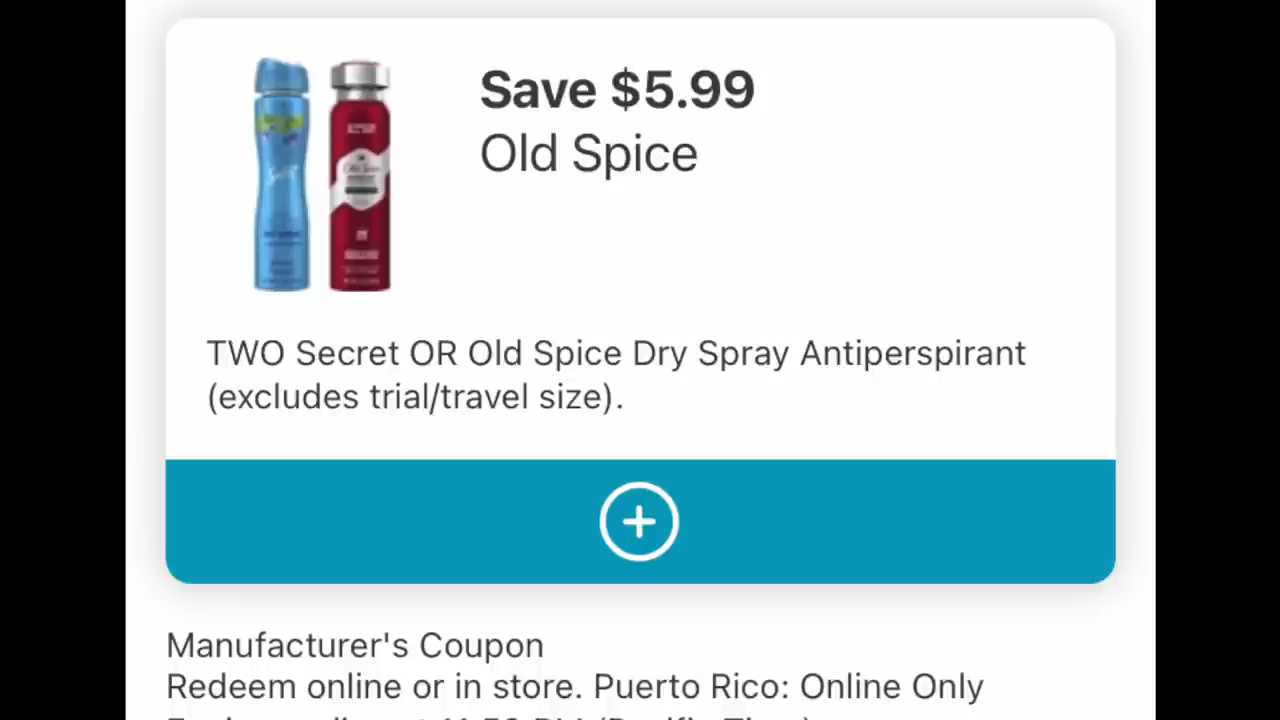 Save $5.99
Old Spice
TWO Secret OR Old Spice Dry Spray Antiperspirant
(excludes trial/travel size).
Manufacturer's Coupon
Redeem online or in store. Puerto Rico: Online Only